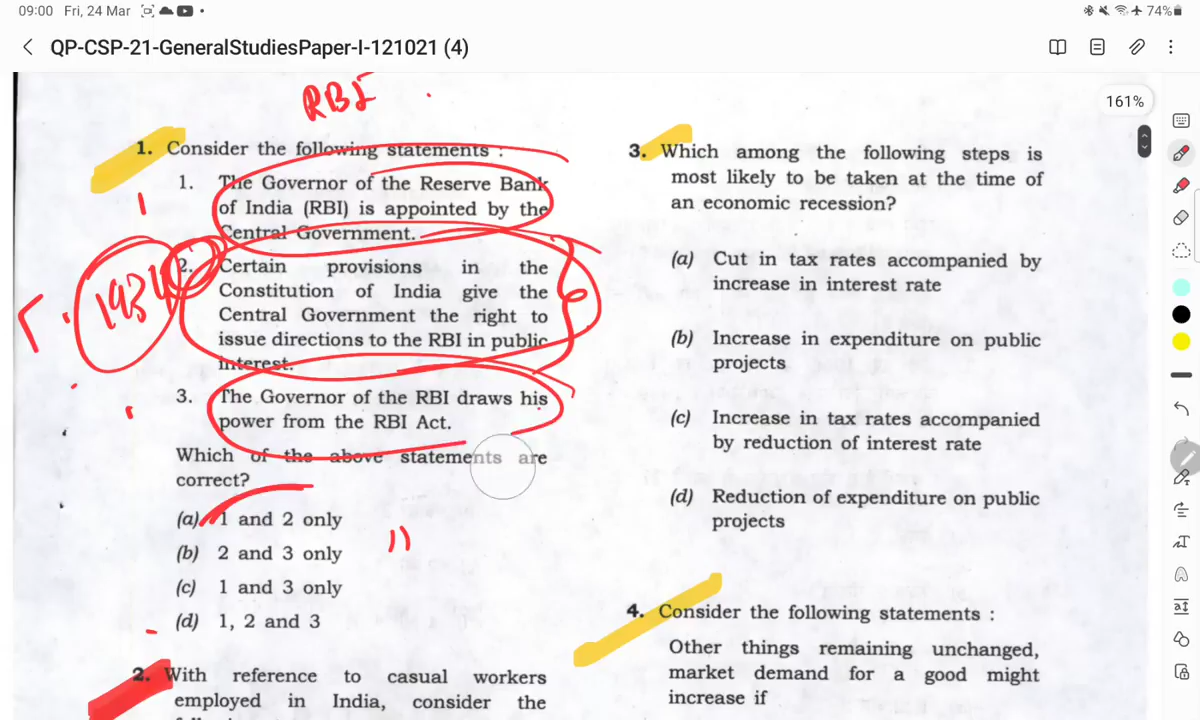 09:00 Fri, 24 Mar
74%
QP-CSP-21-GeneralStudiesPaper-I-121021 (4)
161%
RBI
1. Consider the following statements :
1. The Governor of the Reserve Bank
of India (RBI) is appointed by the
Central Government.
1934
2. Certain provisions in the
Constitution of India give the
Central Government the right to
issue directions to the RBI in public
interest.
3. The Governor of the RBI draws his
power from the RBI Act.
Which of the above statements are
correct?
(a) 1 and 2 only
(b) 2 and 3 only
(c) 1 and 3 only
(d) 1, 2 and 3
2. With reference to casual workers
employed in India, consider the
3. Which among the following steps is
most likely to be taken at the time of
an economic recession?
(a) Cut in tax rates accompanied by
increase in interest rate
(b) Increase in expenditure on public
projects
(c) Increase in tax rates accompanied
by reduction of interest rate
(d) Reduction of expenditure on public
projects
4. Consider the following statements :
Other things remaining unchanged,
market demand for a good might
increase if